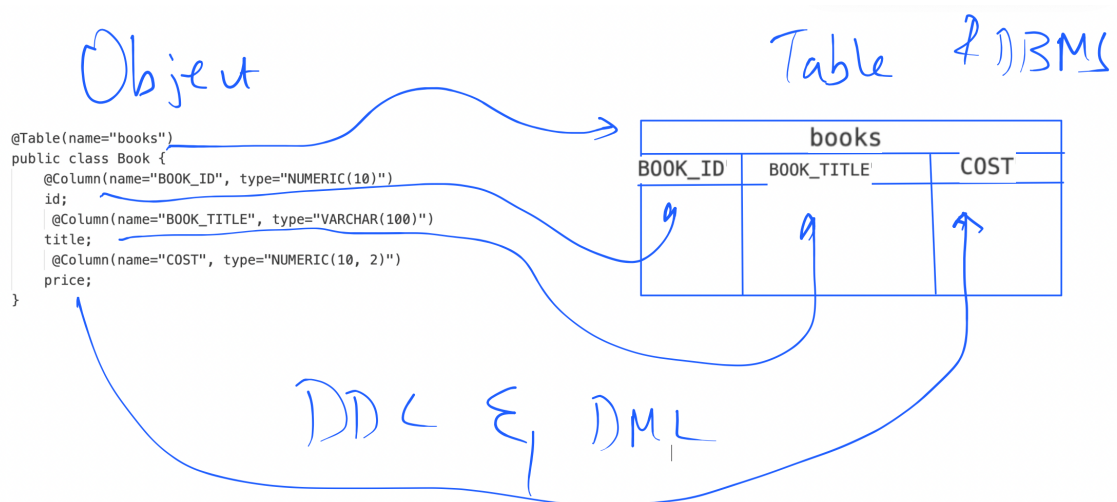 Object
Table RDBMS
@Table(name="books")
public class Book {
@Column(name="BOOK_ID", type="NUMERIC(10)")
id;
@Column(name="BOOK_TITLE", type="VARCHAR(100)")
title;
@Column(name="COST", type="NUMERIC(10, 2)")
price;
}
books
BOOK_ID BOOK_TITLE COST
DDL & DML